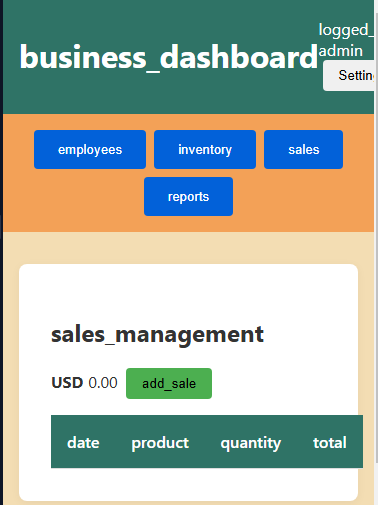 business_dashboard
logged_
admin
Settin
employees inventory sales
reports
sales_management
USD 0.00 add_sale
date product quantity total